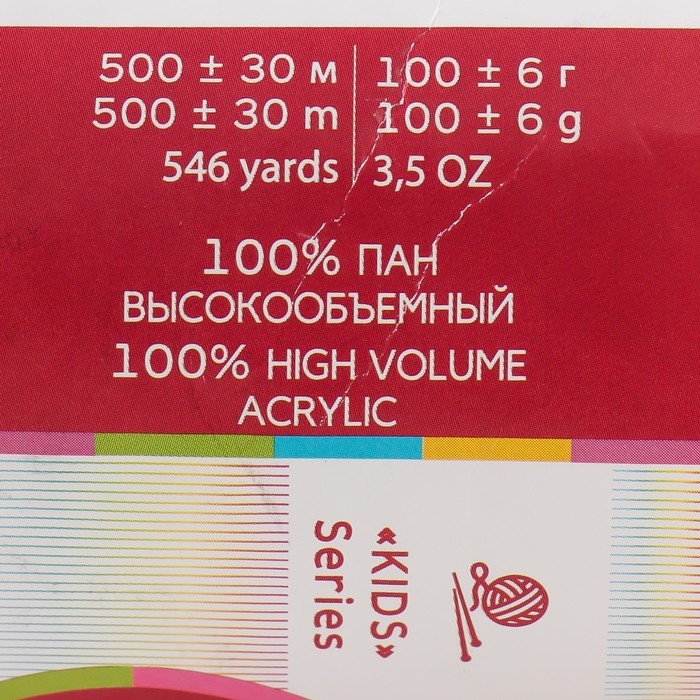 500 ± 30 м 100 ± 6 г
500 ± 30 m 100 ± 6 g
546 yards 3,5 OZ
100% ПАН
ВЫСОКООБЪЕМНЫЙ
100% HIGH VOLUME
ACRYLIC
«KIDS»
Series